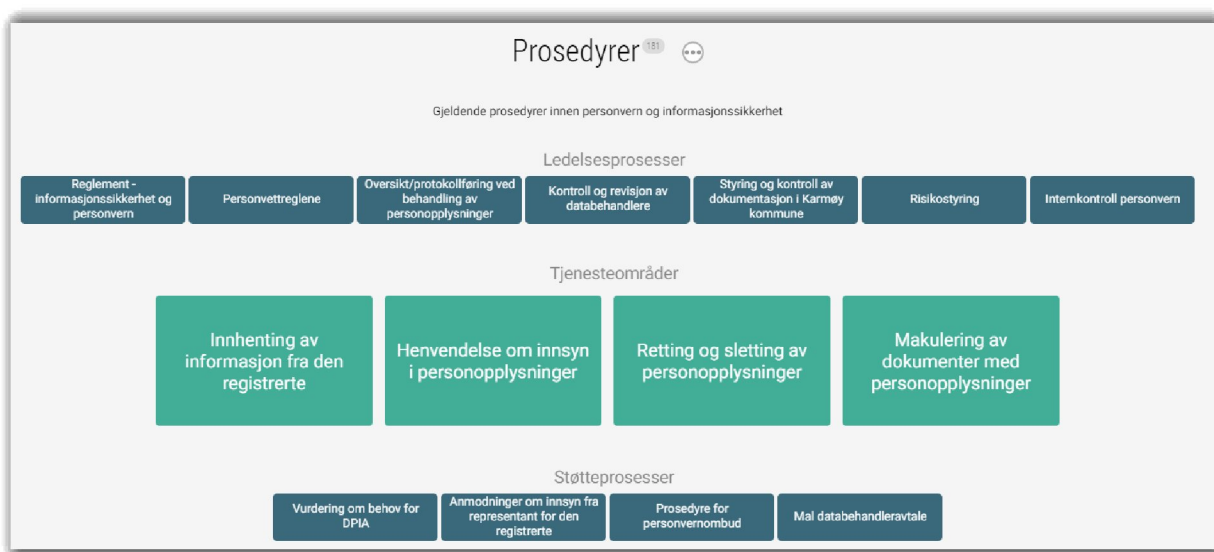 Prosedyrer 181
Gjeldende prosedyrer innen personvern og informasjonssikkerhet
Ledelsesprosesser
Reglement -
informasjonssikkerhet og
personvern
Personvettreglene
Oversikt/protokollføring ved
behandling av
personopplysninger
Kontroll og revisjon av
databehandlere
Styring og kontroll av
dokumentasjon i Karmøy
kommune
Risikostyring
Internkontroll personvern
Tjenesteområder
Innhenting av
informasjon fra den
registrerte
Henvendelse om innsyn
i personopplysninger
Retting og sletting av
personopplysninger
Makulering av
dokumenter med
personopplysninger
Støtteprosesser
Vurdering om behov for
DPIA
Anmodninger om innsyn fra
representant for den
registrerte
Prosedyre for
personvernombud
Mal databehandleravtale